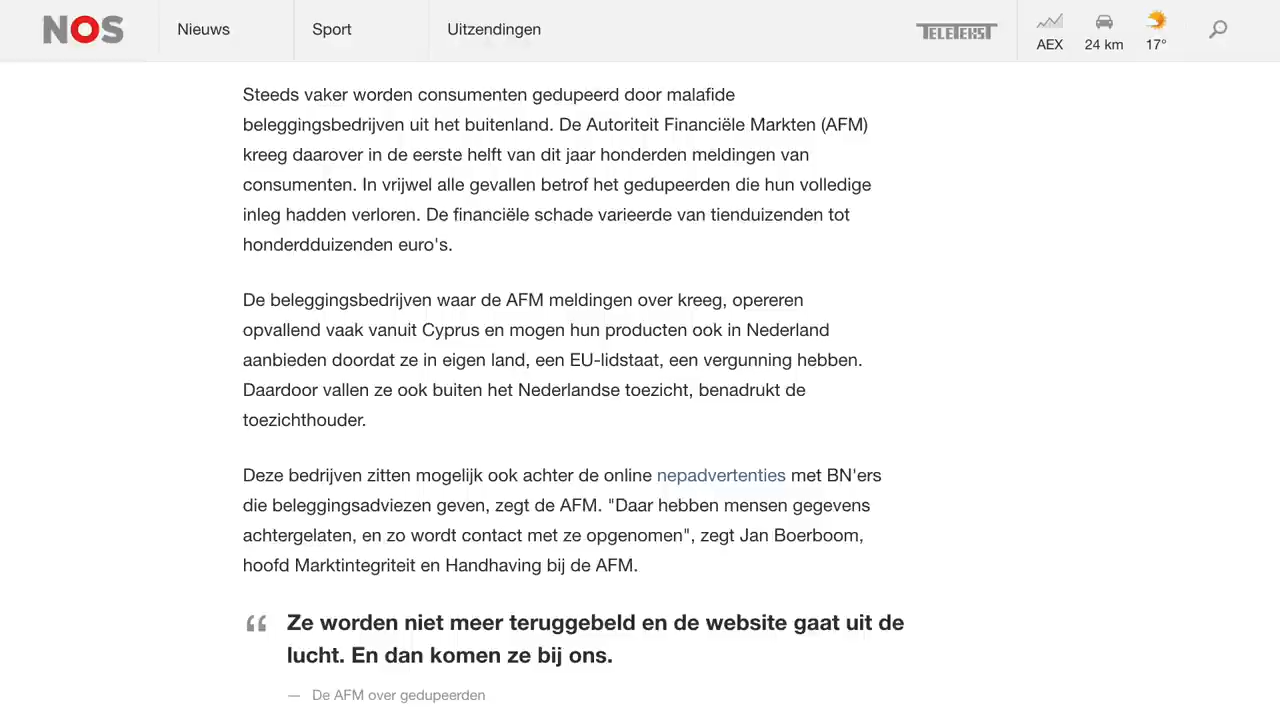 NOS
Nieuws
Sport
Uitzendingen
TELETEKST
AEX
24 km
17°
Steeds vaker worden consumenten gedupeerd door malafide
beleggingsbedrijven uit het buitenland. De Autoriteit Financiële Markten (AFM)
kreeg daarover in de eerste helft van dit jaar honderden meldingen van
consumenten. In vrijwel alle gevallen betrof het gedupeerden die hun volledige
inleg hadden verloren. De financiële schade varieerde van tienduizenden tot
honderdduizenden euro's.
De beleggingsbedrijven waar de AFM meldingen over kreeg, opereren
opvallend vaak vanuit Cyprus en mogen hun producten ook in Nederland
aanbieden doordat ze in eigen land, een EU-lidstaat, een vergunning hebben.
Daardoor vallen ze ook buiten het Nederlandse toezicht, benadrukt de
toezichthouder.
Deze bedrijven zitten mogelijk ook achter de online nepadvertenties met BN'ers
die beleggingsadviezen geven, zegt de AFM. "Daar hebben mensen gegevens
achtergelaten, en zo wordt contact met ze opgenomen", zegt Jan Boerboom,
hoofd Marktintegriteit en Handhaving bij de AFM.
“ Ze worden niet meer teruggebeld en de website gaat uit de
lucht. En dan komen ze bij ons.
— De AFM over gedupeerden